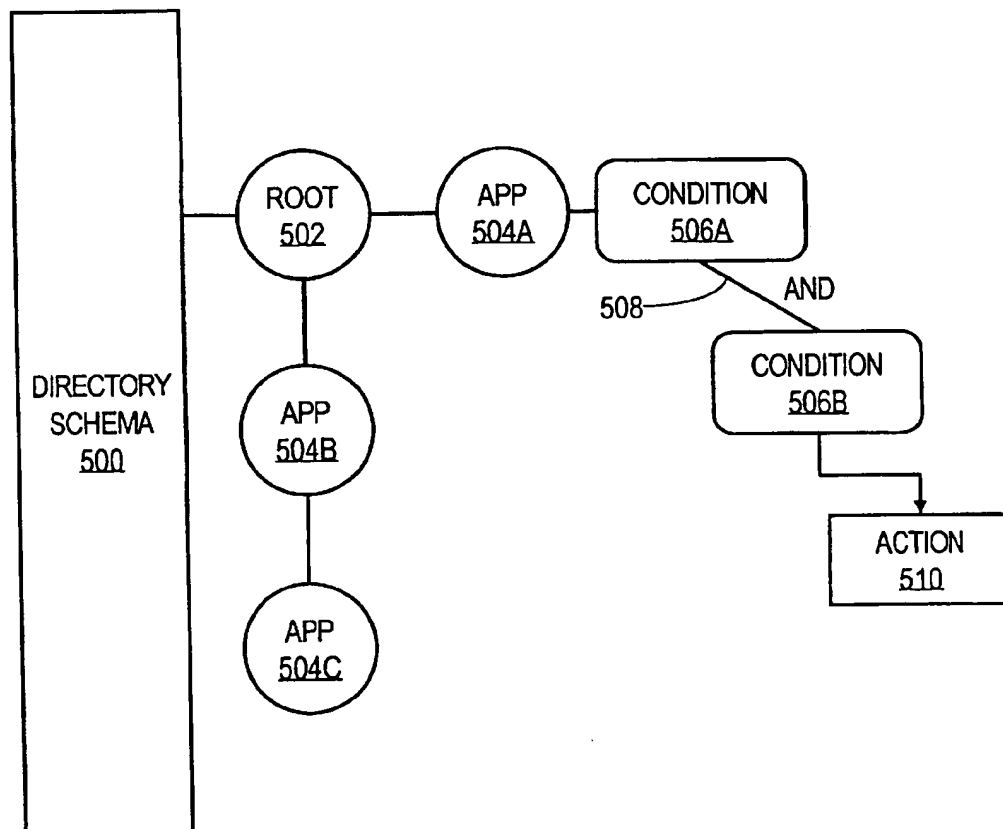 ROOT
502
APP
504A
CONDITION
506A
508
AND
DIRECTORY
SCHEMA
500
APP
504B
CONDITION
506B
ACTION
510
APP
504C